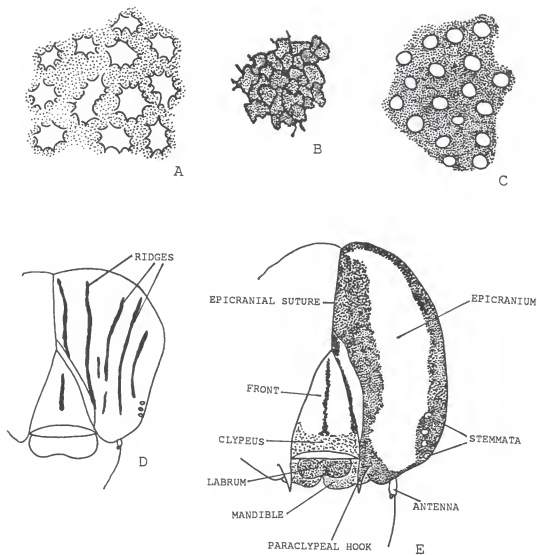 A
B
C
RIDGES
D
EPICRANIAL SUTURE
EPICRANIUM
FRONT
CLYPEUS
STEMMATA
LABRUM
MANDIBLE
ANTENNA
PARACLYPEAL HOOK
E